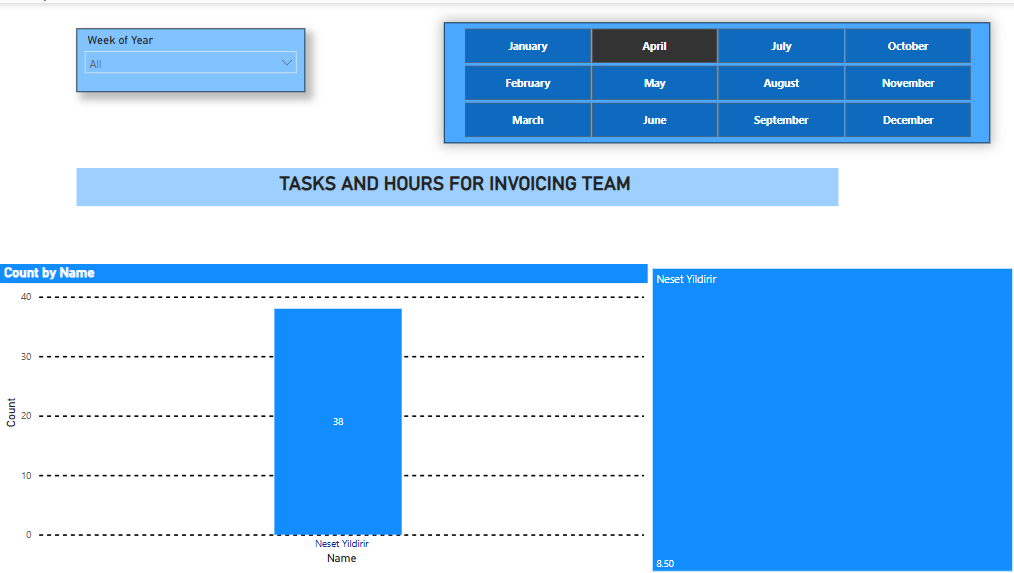 Week of Year
All
January April July October
February May August November
March June September December
TASKS AND HOURS FOR INVOICING TEAM
Count by Name
40
30
20
10
0
Count
38
Neset Yildirir
Name
Neset Yildirir
8.50